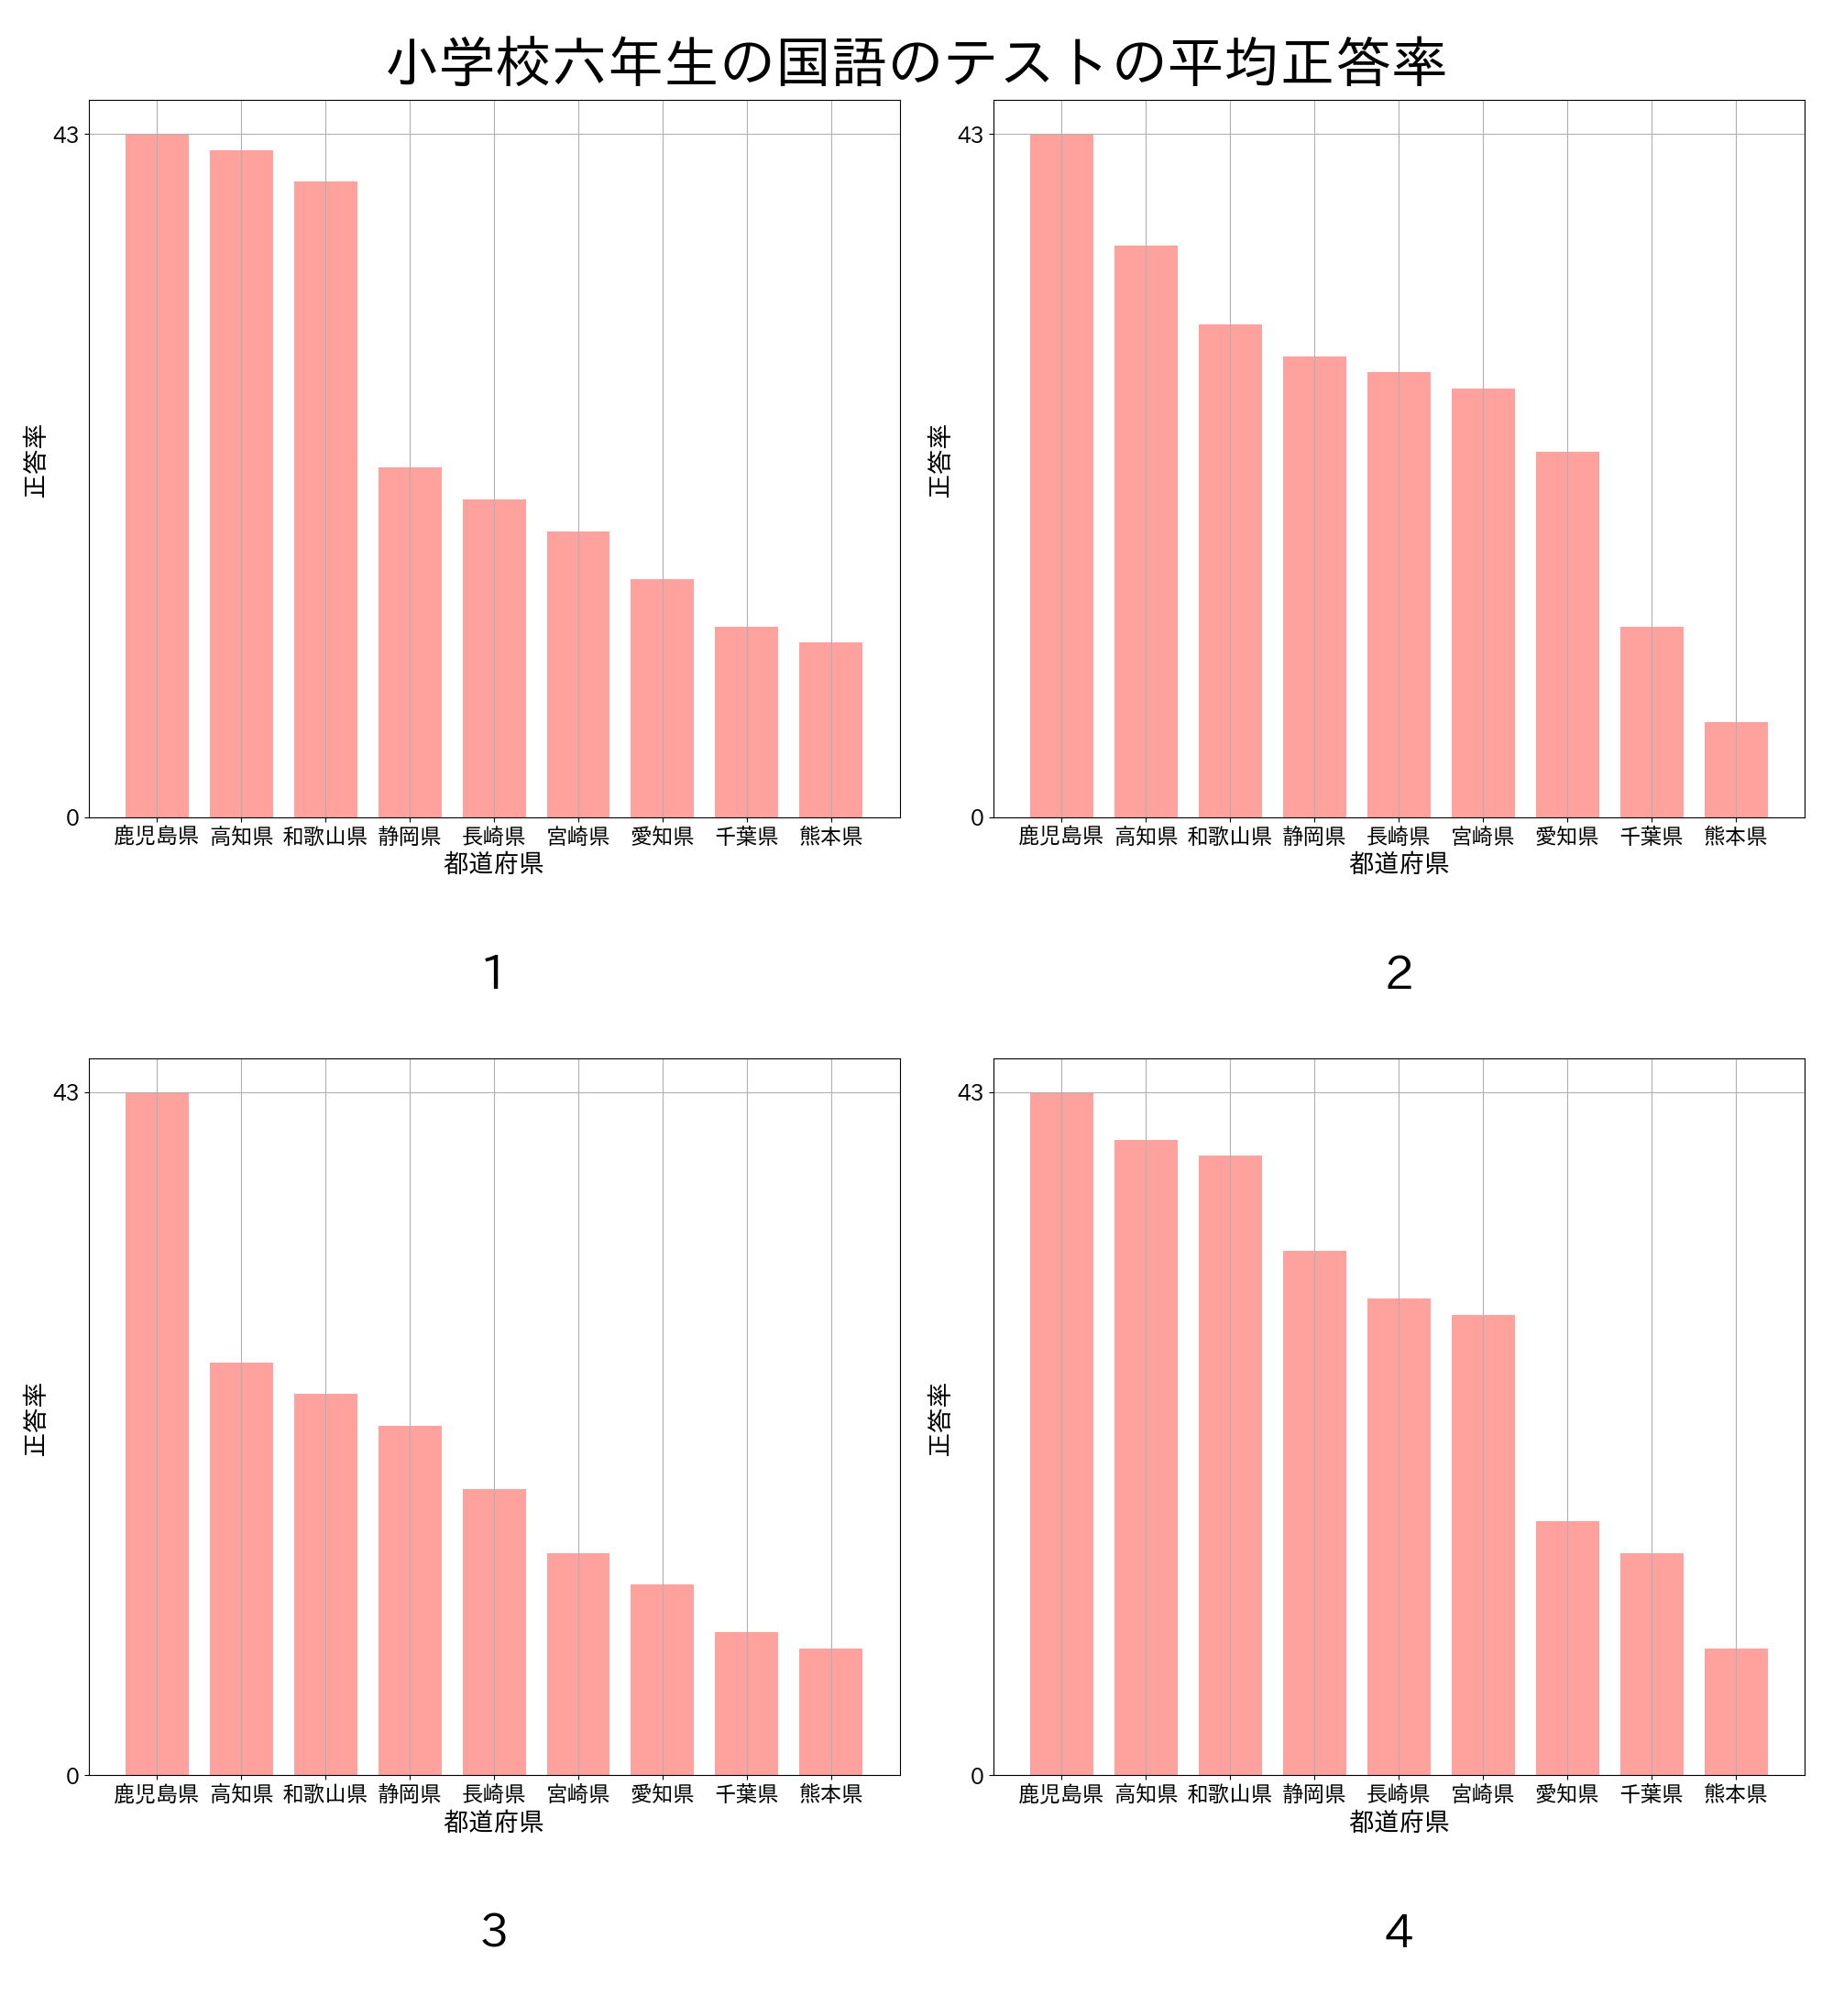 小学校六年生の国語のテストの平均正答率
43
0
正答率
鹿児島県 高知県 和歌山県 静岡県 長崎県 宮崎県 愛知県 千葉県 熊本県
都道府県
1
43
0
正答率
鹿児島県 高知県 和歌山県 静岡県 長崎県 宮崎県 愛知県 千葉県 熊本県
都道府県
2
43
0
正答率
鹿児島県 高知県 和歌山県 静岡県 長崎県 宮崎県 愛知県 千葉県 熊本県
都道府県
3
43
0
正答率
鹿児島県 高知県 和歌山県 静岡県 長崎県 宮崎県 愛知県 千葉県 熊本県
都道府県
4